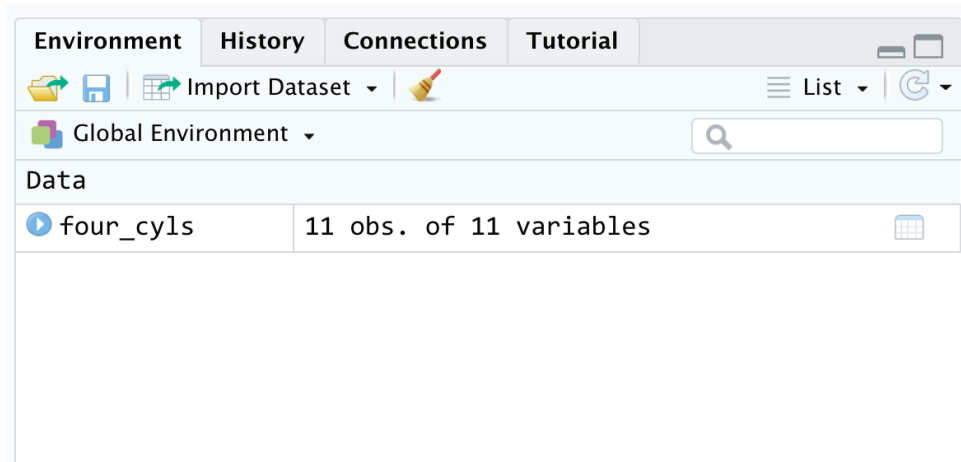 Environment History Connections Tutorial
Import Dataset List
Global Environment
Data
four_cyls 11 obs. of 11 variables